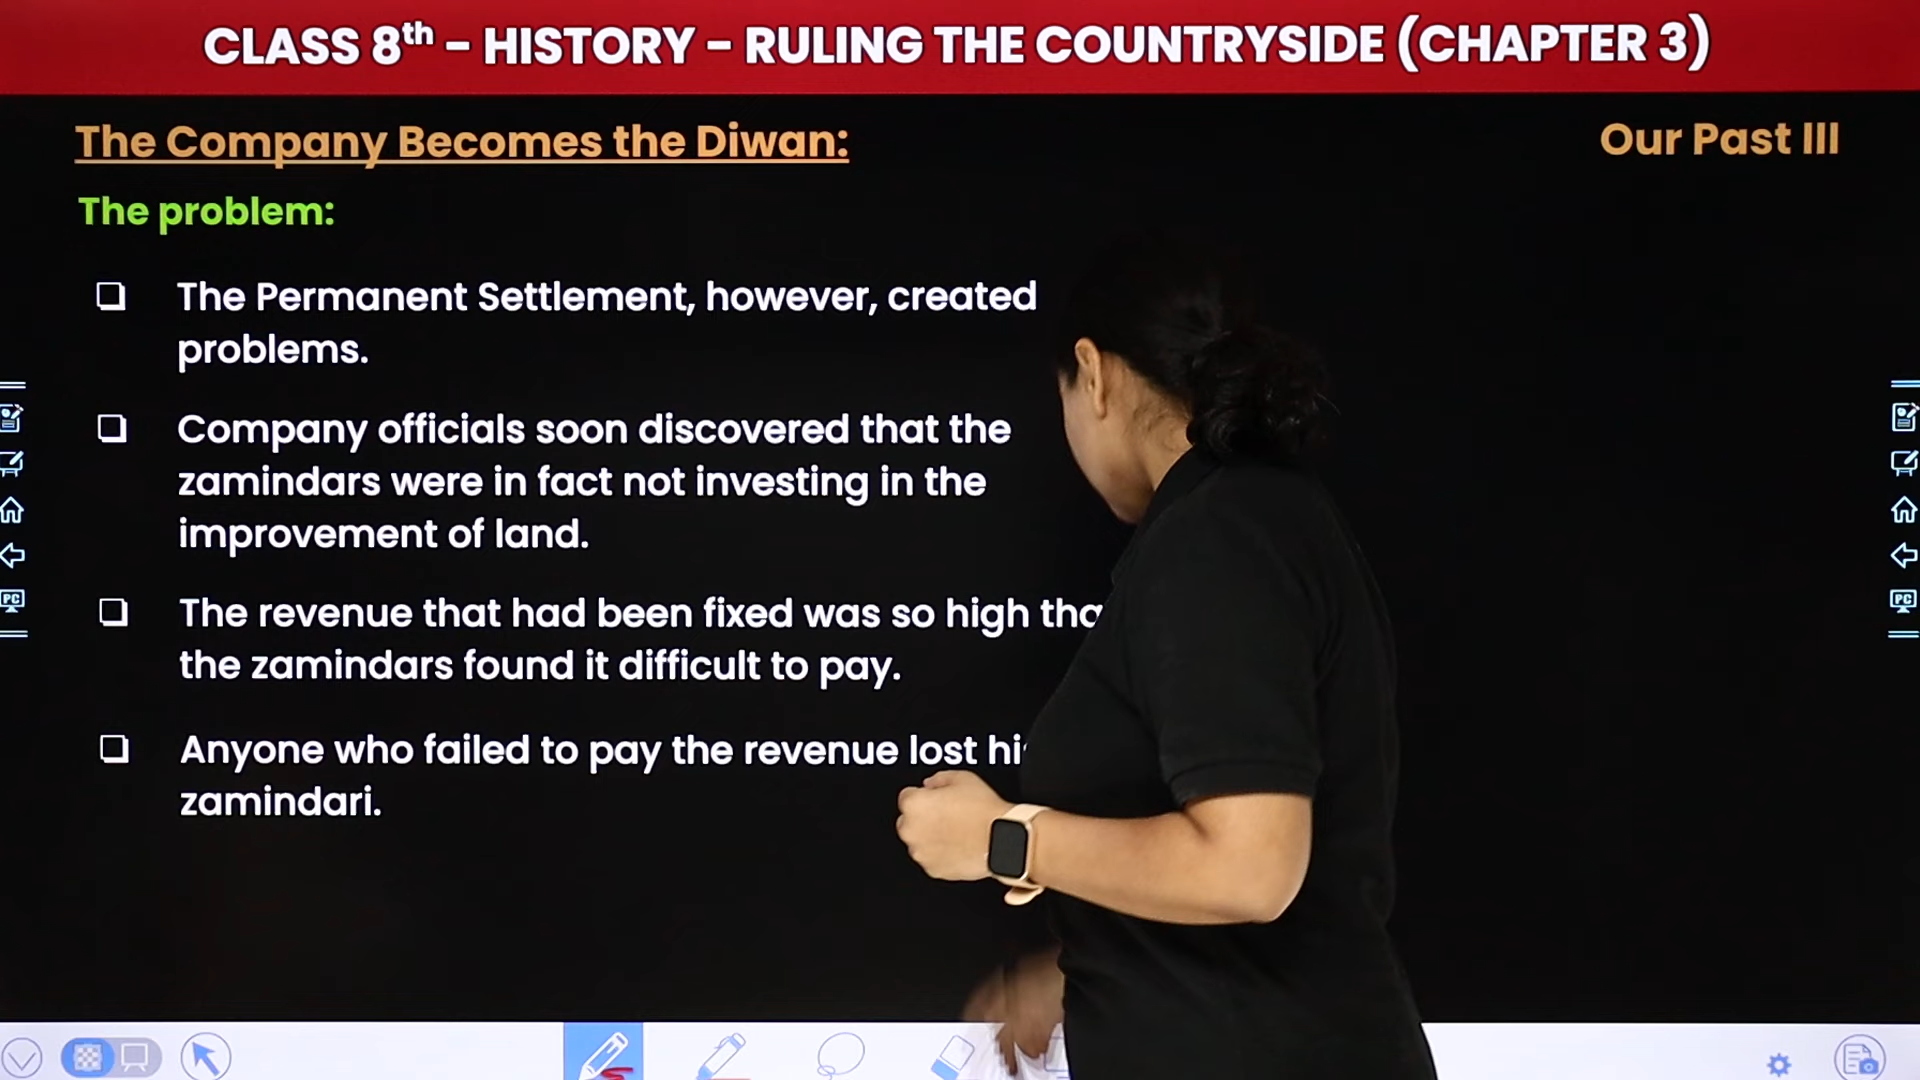 CLASS 8th – HISTORY – RULING THE COUNTRYSIDE (CHAPTER 3)
The Company Becomes the Diwan:
Our Past III
The problem:
❑ The Permanent Settlement, however, created
problems.
❑ Company officials soon discovered that the
zamindars were in fact not investing in the
improvement of land.
❑ The revenue that had been fixed was so high
the zamindars found it difficult to pay.
❑ Anyone who failed to pay the revenue lost
zamindari.
PC
PC